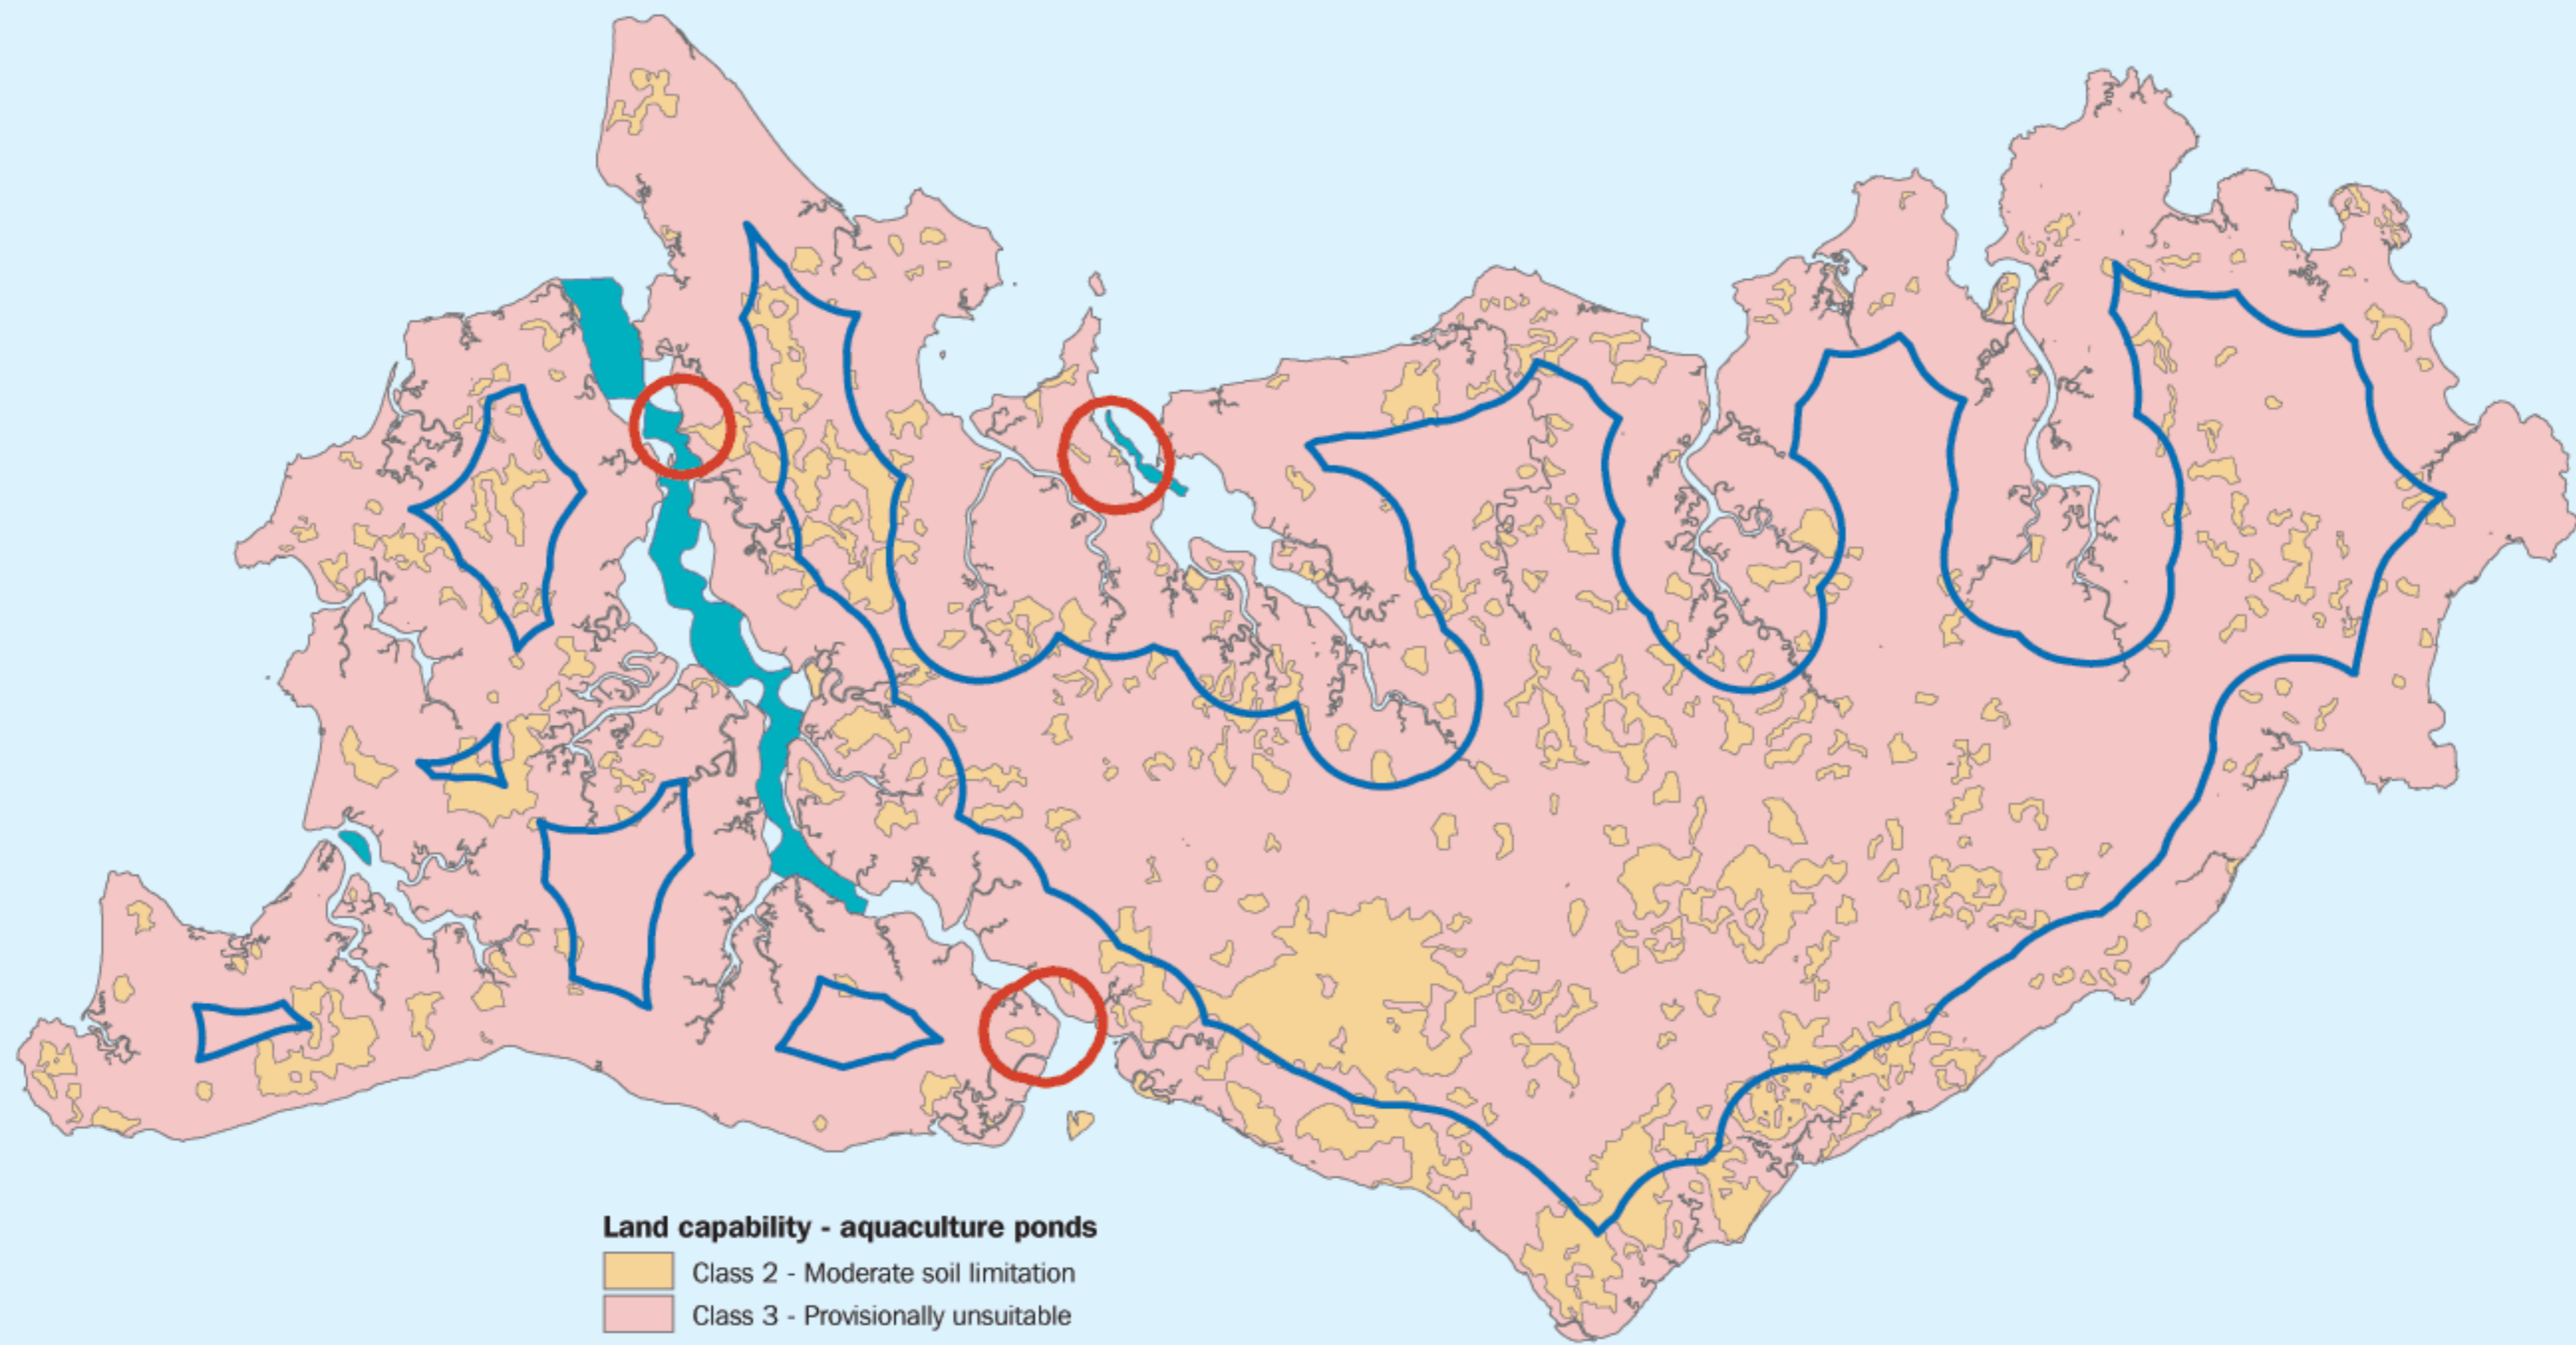 Land capability - aquaculture ponds
Class 2 - Moderate soil limitation
Class 3 - Provisionally unsuitable